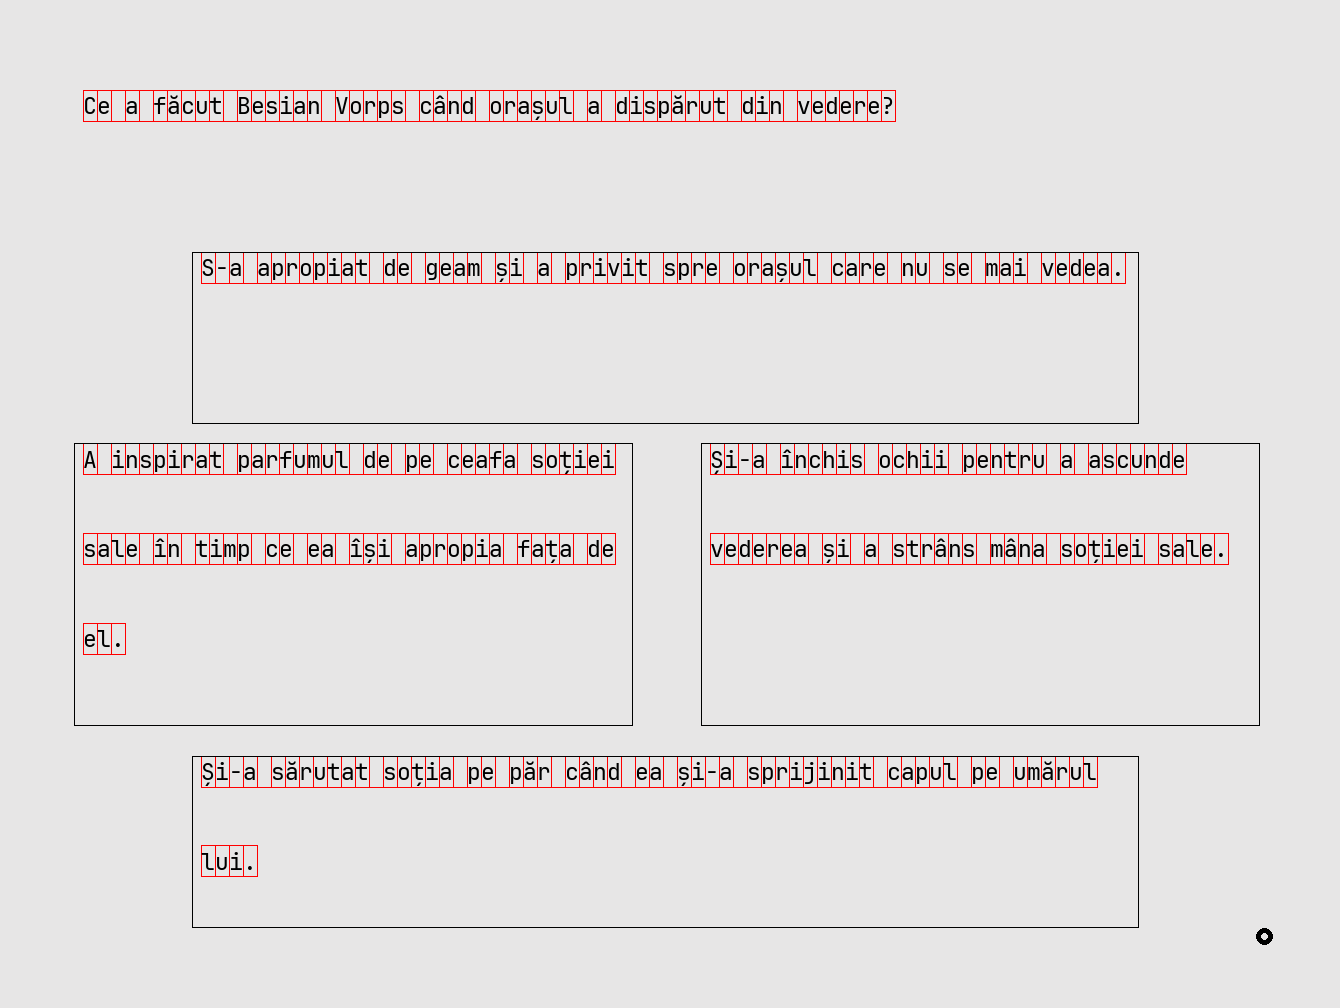 Ce a făcut Besian Vorps când orașul a dispărut din vedere?
S-a apropiat de geam și a privit spre orașul care nu se mai vedea.
A inspirat parfumul de pe ceafa soției
sale în timp ce ea își apropia fața de
el.
Și-a închis ochii pentru a ascunde
vederea și a strâns mâna soției sale.
Și-a sărutat soția pe păr când ea și-a sprijinit capul pe umărul
lui.